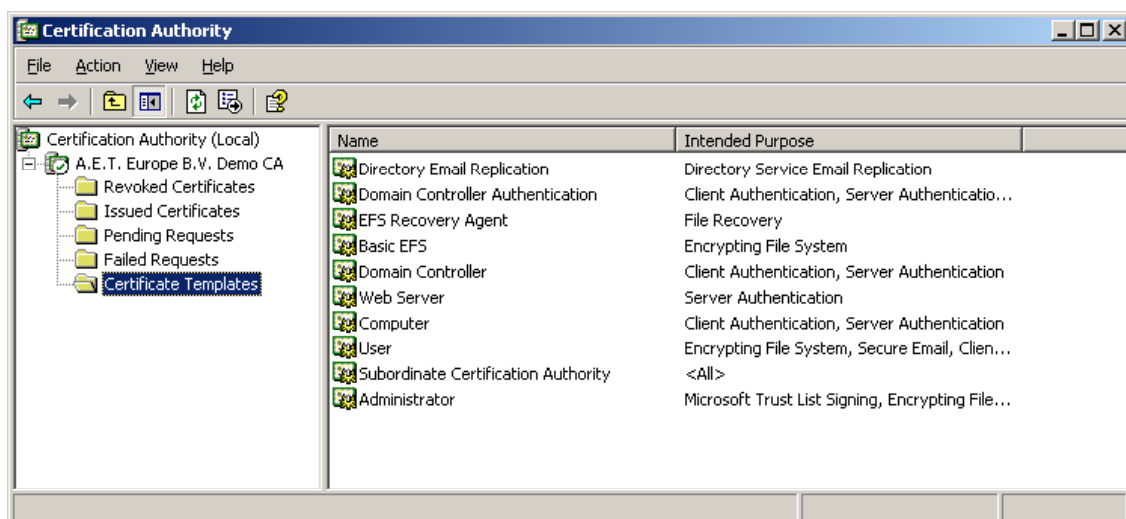 Certification Authority
File Action View Help
Certification Authority (Local)
A.E.T. Europe B.V. Demo CA
Revoked Certificates
Issued Certificates
Pending Requests
Failed Requests
Certificate Templates
Name Intended Purpose
Directory Email Replication Directory Service Email Replication
Domain Controller Authentication Client Authentication, Server Authenticatio...
EFS Recovery Agent File Recovery
Basic EFS Encrypting File System
Domain Controller Client Authentication, Server Authentication
Web Server Server Authentication
Computer Client Authentication, Server Authentication
User Encrypting File System, Secure Email, Clien...
Subordinate Certification Authority <All>
Administrator Microsoft Trust List Signing, Encrypting File...